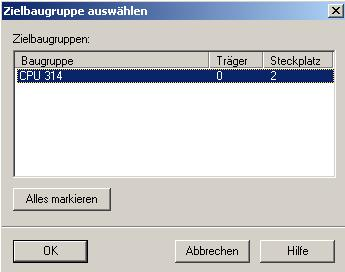 Zielbaugruppe auswählen
Zielbaugruppen:
Baugruppe Träger Steckplatz
CPU 314 0 2
Alles markieren
OK Abbrechen Hilfe